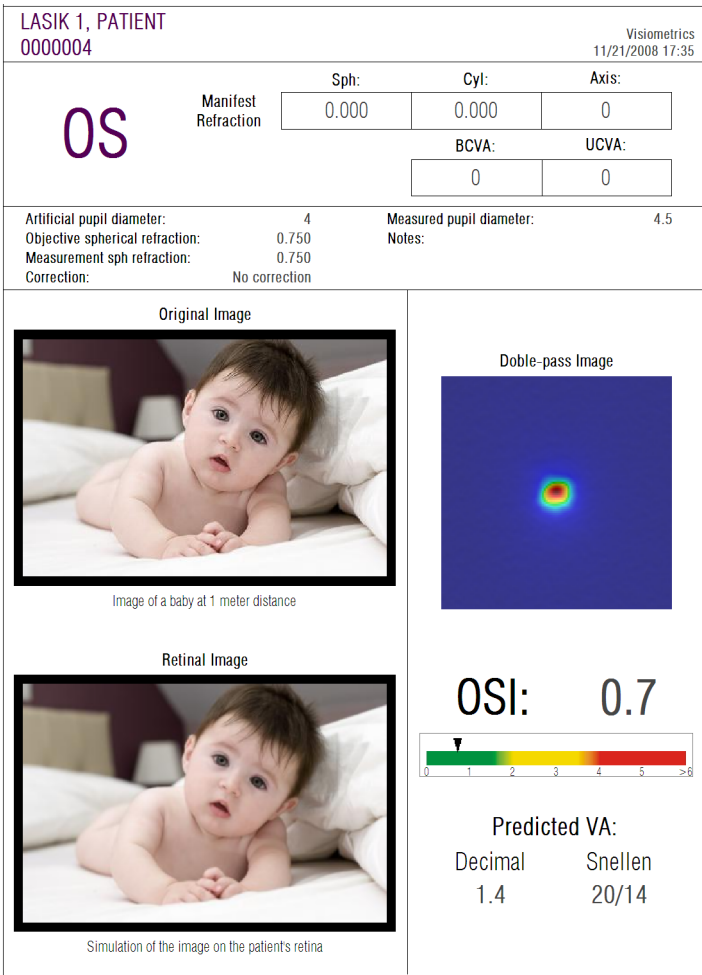 LASIK 1, PATIENT
0000004
Visiometrics
11/21/2008 17:35
OS
Manifest
Refraction
Sph: Cyl: Axis:
0.000 0.000 0
BCVA: UCVA:
0 0
Artificial pupil diameter: 4
Objective spherical refraction: 0.750
Measurement sph refraction: 0.750
Correction: No correction
Measured pupil diameter: 4.5
Notes:
Original Image
Image of a baby at 1 meter distance
Retinal Image
Simulation of the image on the patient's retina
Doble-pass Image
OSI: 0.7
0 1 2 3 4 5 >6
Predicted VA:
Decimal Snellen
1.4 20/14